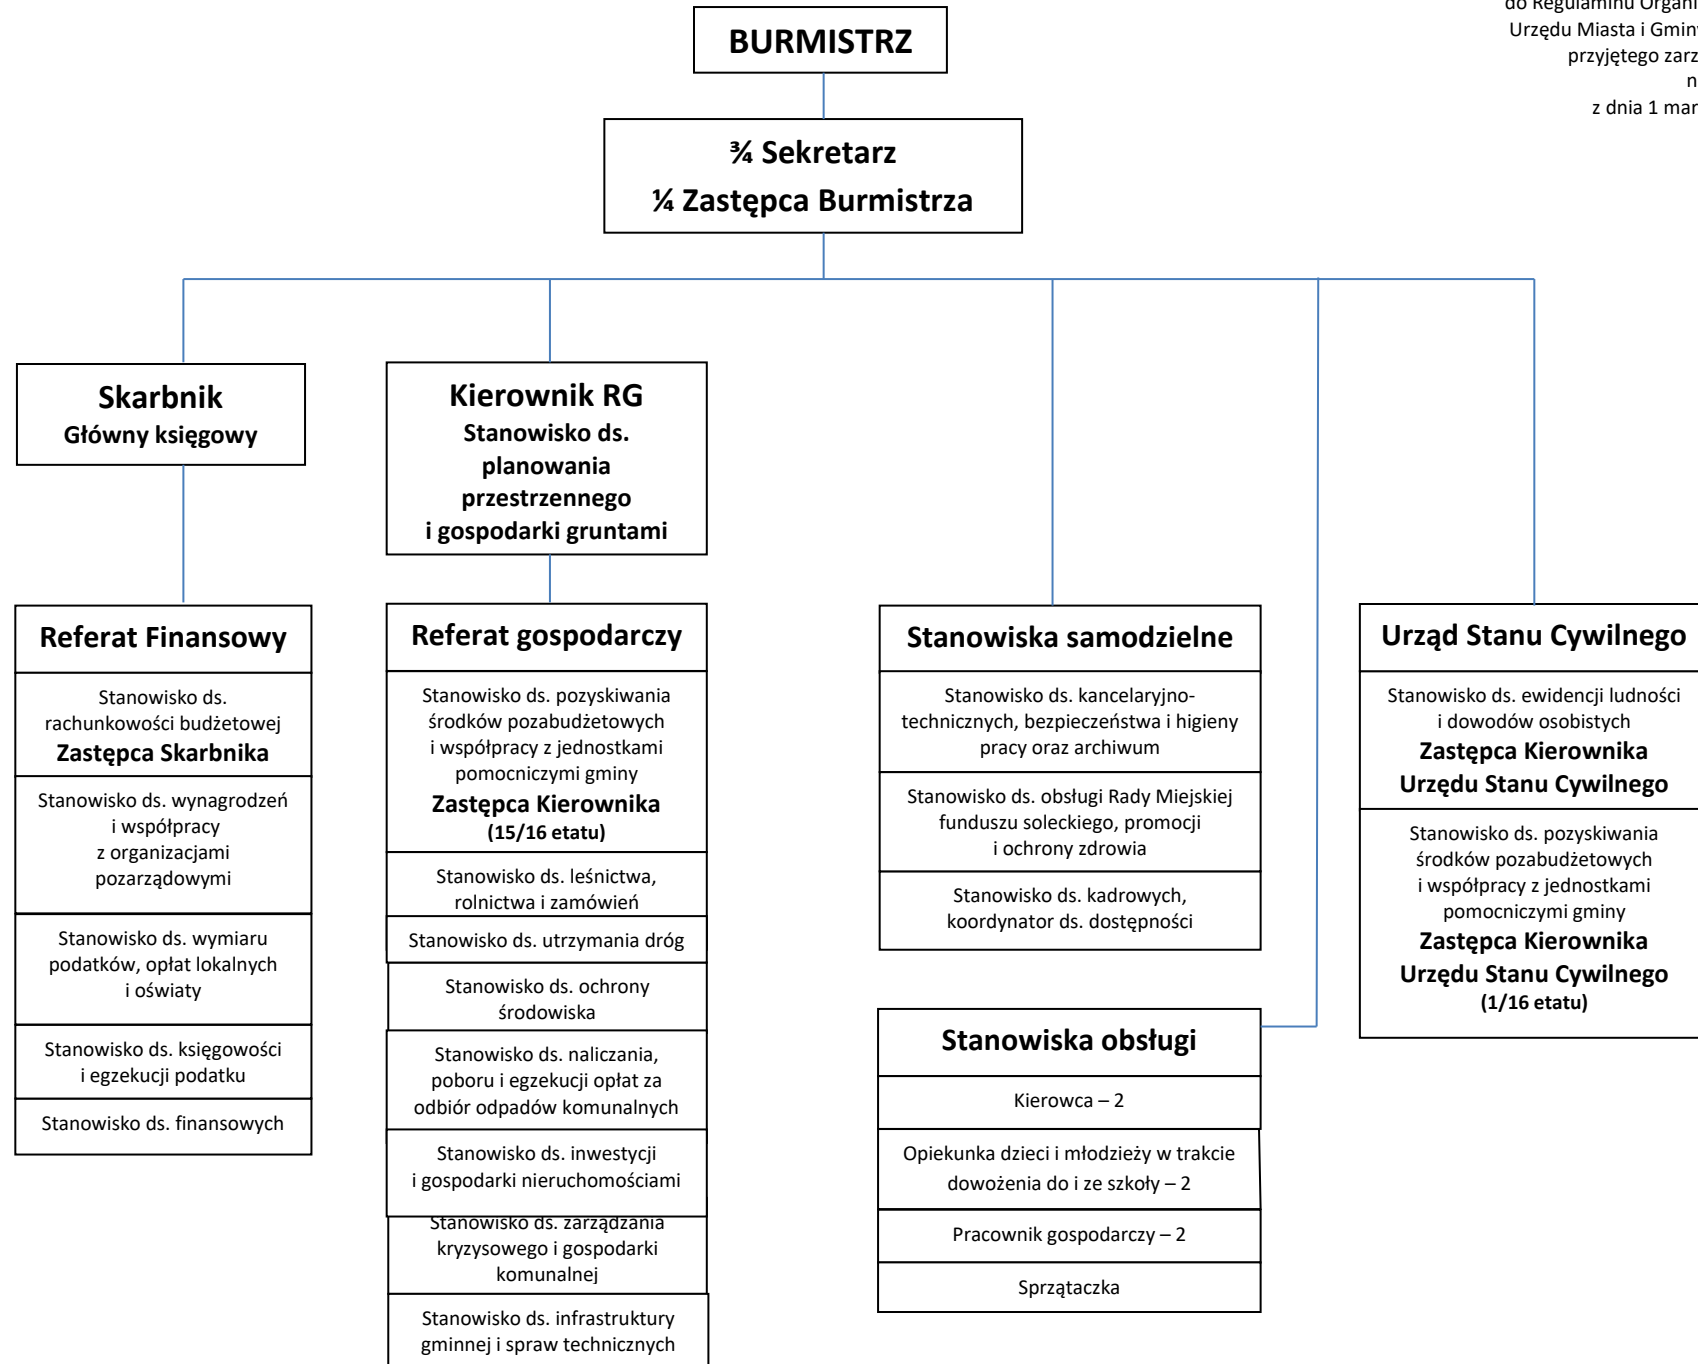 do Regulaminu Organi
Urzędu Miasta i Gminy
przyjętego zarz
n
z dnia 1 mar
BURMISTRZ
¾ Sekretarz
¼ Zastępca Burmistrza
Skarbnik
Główny księgowy
Kierownik RG
Stanowisko ds.
planowania
przestrzennego
i gospodarki gruntami
Referat Finansowy
Stanowisko ds.
rachunkowości budżetowej
Zastępca Skarbnika
Stanowisko ds. wynagrodzeń
i współpracy
z organizacjami
pozarządowymi
Stanowisko ds. wymiaru
podatków, opłat lokalnych
i oświaty
Stanowisko ds. księgowości
i egzekucji podatku
Stanowisko ds. finansowych
Referat gospodarczy
Stanowisko ds. pozyskiwania
środków pozabudżetowych
i współpracy z jednostkami
pomocniczymi gminy
Zastępca Kierownika
(15/16 etatu)
Stanowisko ds. leśnictwa,
rolnictwa i zamówień
Stanowisko ds. utrzymania dróg
Stanowisko ds. ochrony
środowiska
Stanowisko ds. naliczania,
poboru i egzekucji opłat za
odbiór odpadów komunalnych
Stanowisko ds. inwestycji
i gospodarki nieruchomościami
Stanowisko ds. zarządzania
kryzysowego i gospodarki
komunalnej
Stanowisko ds. infrastruktury
gminnej i spraw technicznych
Stanowiska samodzielne
Stanowisko ds. kancelaryjno-
technicznych, bezpieczeństwa i higieny
pracy oraz archiwum
Stanowisko ds. obsługi Rady Miejskiej
funduszu soleckiego, promocji
i ochrony zdrowia
Stanowisko ds. kadrowych,
koordynator ds. dostępności
Stanowiska obsługi
Kierowca – 2
Opiekunka dzieci i młodzieży w trakcie
dowożenia do i ze szkoły – 2
Pracownik gospodarczy – 2
Sprzątaczka
Urząd Stanu Cywilnego
Stanowisko ds. ewidencji ludności
i dowodów osobistych
Zastępca Kierownika
Urzędu Stanu Cywilnego
Stanowisko ds. pozyskiwania
środków pozabudżetowych
i współpracy z jednostkami
pomocniczymi gminy
Zastępca Kierownika
Urzędu Stanu Cywilnego
(1/16 etatu)